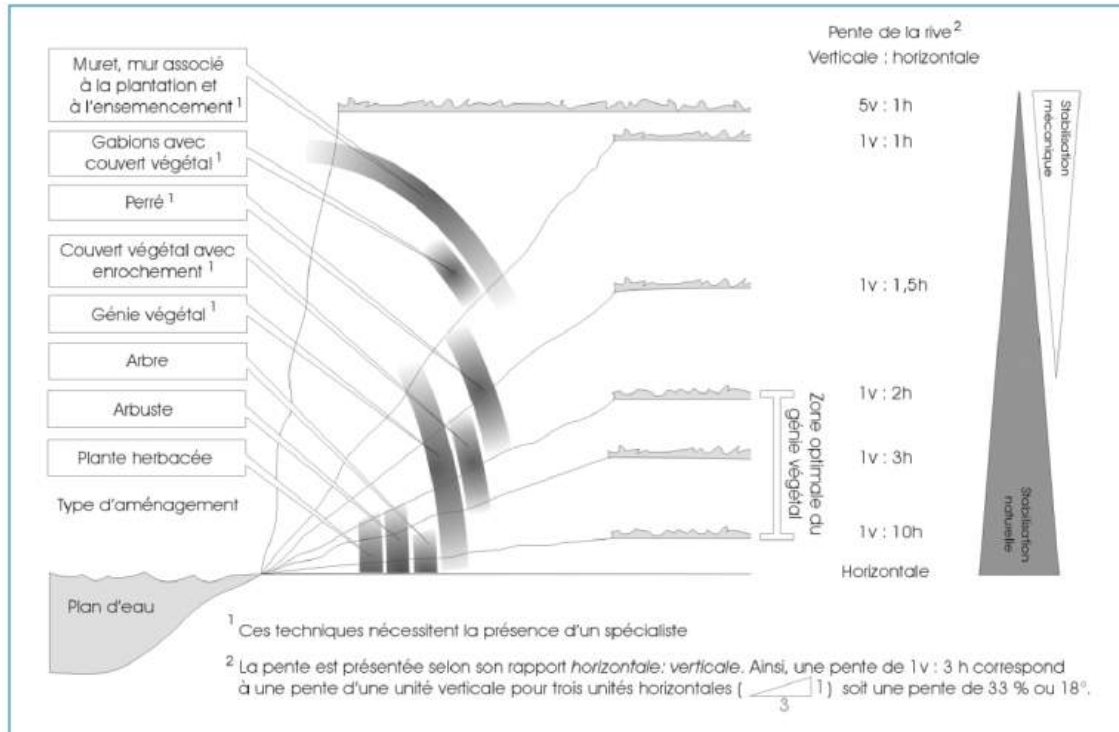 Pente de la rive 2
Verticale : horizontale
Muret, mur associé
à la plantation et
à l'ensemencement 1
Gabions avec
couvert végétal 1
Perré 1
Couvert végétal avec
enrochement 1
Génie végétal 1
Arbre
Arbuste
Plante herbacée
Type d'aménagement
Plan d'eau
5v : 1h
1v : 1h
1v : 1,5h
1v : 2h
1v : 3h
1v : 10h
Horizontale
Zone optimale du
génie végétal
Stabilisation
mécanique
Stabilisation
naturelle
1 Ces techniques nécessitent la présence d'un spécialiste
2 La pente est présentée selon son rapport horizontale: verticale. Ainsi, une pente de 1v : 3 h correspond
à une pente d'une unité verticale pour trois unités horizontales ( 1 ) soit une pente de 33 % ou 18°.
3